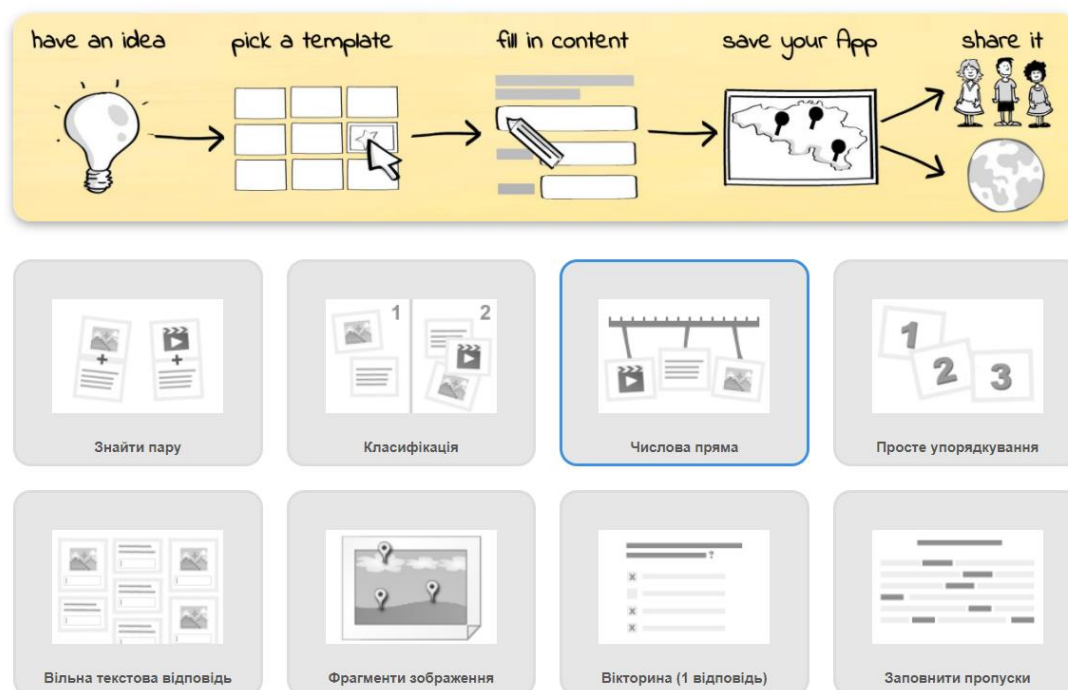 have an idea
pick a template
fill in content
save your App
share it
1
2
1
2
3
Знайти пару
Класифікація
Числова пряма
Просте упорядкування
?
Вільна текстова відповідь
Фрагменти зображення
Вікторина (1 відповідь)
Заповнити пропуски